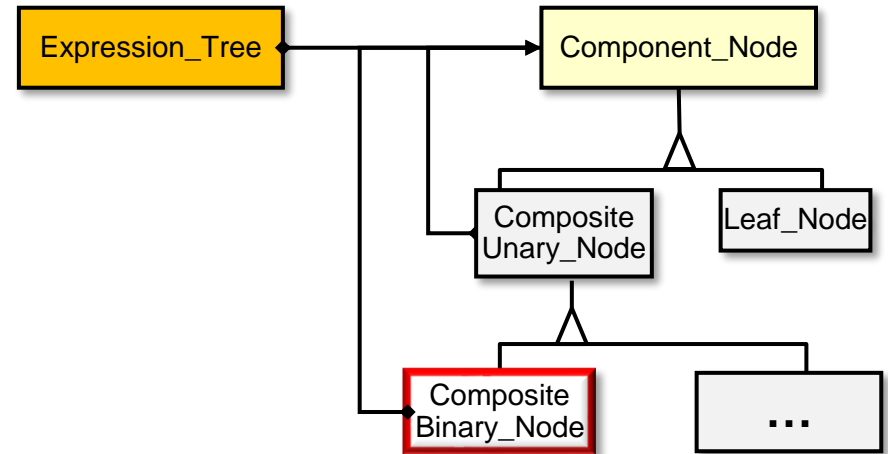 Expression_Tree
Component_Node
Composite
Unary_Node
Leaf_Node
Composite
Binary_Node
...